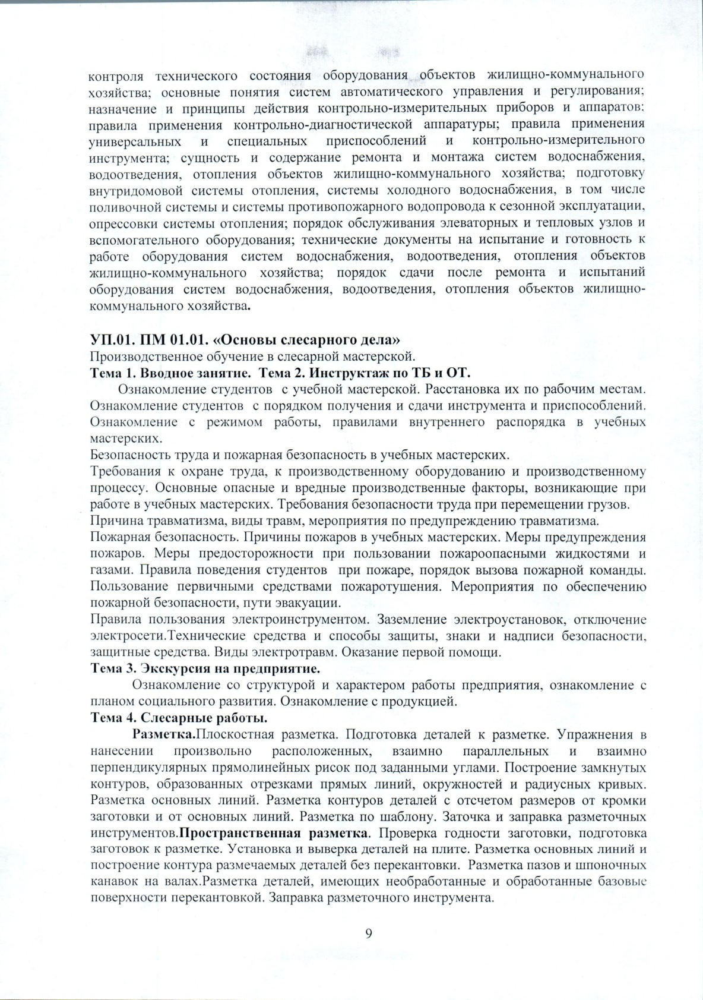 контроля технического состояния оборудования объектов жилищно-коммунального
хозяйства; основные понятия систем автоматического управления и регулирования;
назначение и принципы действия контрольно-измерительных приборов и аппаратов:
правила применения контрольно-диагностической аппаратуры; правила применения
универсальных и специальных приспособлений и контрольно-измерительного
инструмента; сущность и содержание ремонта и монтажа систем водоснабжения,
водоотведения, отопления объектов жилищно-коммунального хозяйства; подготовку
внутридомовой системы отопления, системы холодного водоснабжения, в том числе
поливочной системы и системы противопожарного водопровода к сезонной эксплуатации,
опрессовки системы отопления; порядок обслуживания элеваторных и тепловых узлов и
вспомогательного оборудования; технические документы на испытание и готовность к
работе оборудования систем водоснабжения, водоотведения, отопления объектов
жилищно-коммунального хозяйства; порядок сдачи после ремонта и испытаний
оборудования систем водоснабжения, водоотведения, отопления объектов жилищно-
коммунального хозяйства.
УП.01. ПМ 01.01. «Основы слесарного дела»
Производственное обучение в слесарной мастерской.
Тема 1. Вводное занятие. Тема 2. Инструктаж по ТБ и ОТ.
Ознакомление студентов с учебной мастерской. Расстановка их по рабочим местам.
Ознакомление студентов с порядком получения и сдачи инструмента и приспособлений.
Ознакомление с режимом работы, правилами внутреннего распорядка в учебных
мастерских.
Безопасность труда и пожарная безопасность в учебных мастерских.
Требования к охране труда, к производственному оборудованию и производственному
процессу. Основные опасные и вредные производственные факторы, возникающие при
работе в учебных мастерских. Требования безопасности труда при перемещении грузов.
Причина травматизма, виды травм, мероприятия по предупреждению травматизма.
Пожарная безопасность. Причины пожаров в учебных мастерских. Меры предупреждения
пожаров. Меры предосторожности при пользовании пожароопасными жидкостями и
газами. Правила поведения студентов при пожаре, порядок вызова пожарной команды.
Пользование первичными средствами пожаротушения. Мероприятия по обеспечению
пожарной безопасности, пути эвакуации.
Правила пользования электроинструментом. Заземление электроустановок, отключение
электросети.Технические средства и способы защиты, знаки и надписи безопасности,
защитные средства. Виды электротравм. Оказание первой помощи.
Тема 3. Экскурсия на предприятие.
Ознакомление со структурой и характером работы предприятия, ознакомление с
планом социального развития. Ознакомление с продукцией.
Тема 4. Слесарные работы.
Разметка.Плоскостная разметка. Подготовка деталей к разметке. Упражнения в
нанесении произвольно расположенных, взаимно параллельных и взаимно
перпендикулярных прямолинейных рисок под заданными углами. Построение замкнутых
контуров, образованных отрезками прямых линий, окружностей и радиусных кривых.
Разметка основных линий. Разметка контуров деталей с отсчетом размеров от кромки
заготовки и от основных линий. Разметка по шаблону. Заточка и заправка разметочных
инструментов.Пространственная разметка. Проверка годности заготовки, подготовка
заготовок к разметке. Установка и выверка деталей на плите. Разметка основных линий и
построение контура размечаемых деталей без перекантовки. Разметка пазов и шпоночных
канавок на валах.Разметка деталей, имеющих необработанные и обработанные базовые
поверхности перекантовкой. Заправка разметочного инструмента.
9